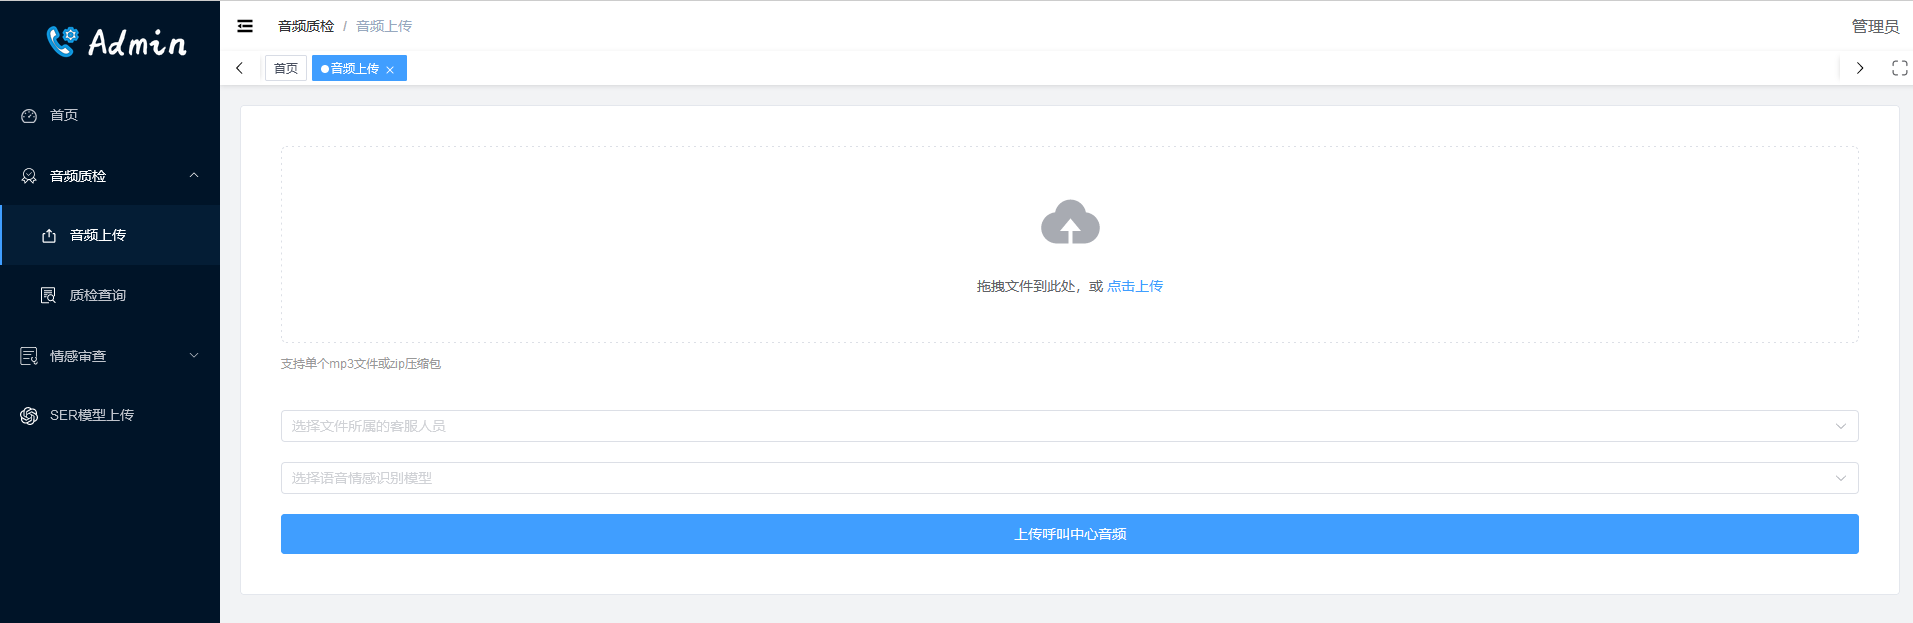 Admin
首页
音频质检
音频上传
质检查询
情感审查
SER模型上传
音频质检 / 音频上传
管理员
首页
音频上传
拖拽文件到此处，或 点击上传
支持单个mp3文件或zip压缩包
选择文件所属的客服人员
选择语音情感识别模型
上传呼叫中心音频